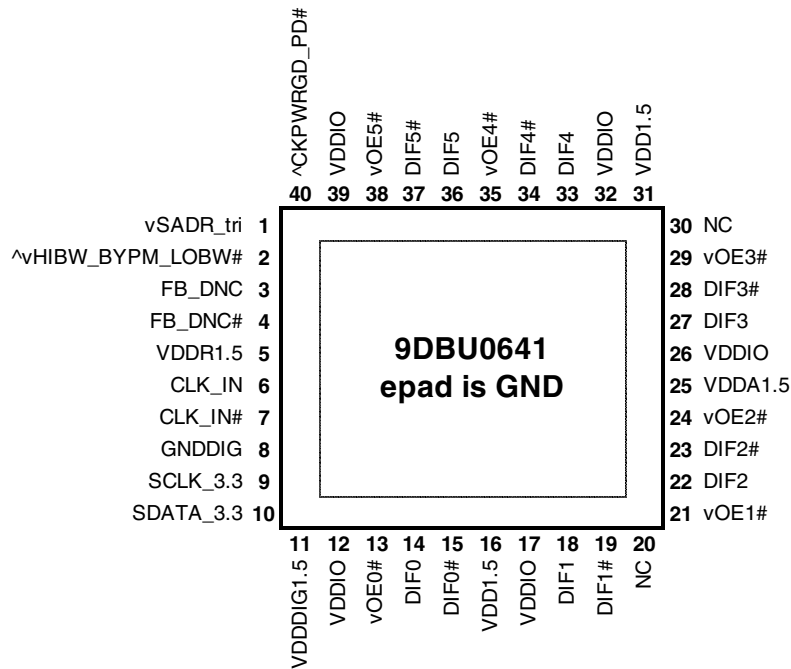 ^CKPWRGD_PD#
VDDIO
vOE5#
DIF5#
DIF5
vOE4#
DIF4#
DIF4
VDDIO
VDD1.5
40 39 38 37 36 35 34 33 32 31
vSADR_tri 1
^vHIBW_BYPM_LOBW# 2
FB_DNC 3
FB_DNC# 4
VDDR1.5 5
CLK_IN 6
CLK_IN# 7
GNDDIG 8
SCLK_3.3 9
SDATA_3.3 10
9DBU0641
epad is GND
30 NC
29 vOE3#
28 DIF3#
27 DIF3
26 VDDIO
25 VDDA1.5
24 vOE2#
23 DIF2#
22 DIF2
21 vOE1#
11 12 13 14 15 16 17 18 19 20
VDDDIG1.5
VDDIO
vOE0#
DIF0
DIF0#
VDD1.5
VDDIO
DIF1
DIF1#
NC